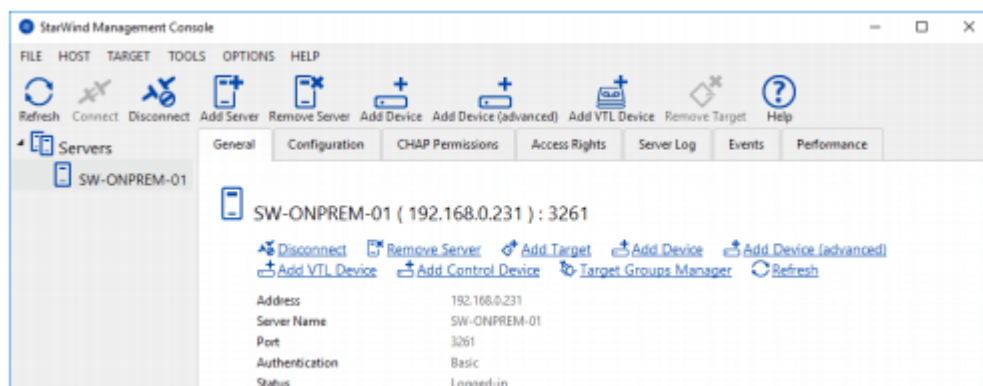 StarWind Management Console
FILE HOST TARGET TOOLS OPTIONS HELP
Refresh Connect Disconnect Add Server Remove Server Add Device Add Device (advanced) Add VTL Device Remove Target Help
Servers
SW-ONPREM-01
General Configuration CHAP Permissions Access Rights Server Log Events Performance
SW-ONPREM-01 ( 192.168.0.231 ) : 3261
Disconnect Remove Server Add Target Add Device Add Device (advanced)
Add VTL Device Add Control Device Target Groups Manager Refresh
Address 192.168.0.231
Server Name SW-ONPREM-01
Port 3261
Authentication Basic
Status Logged-in